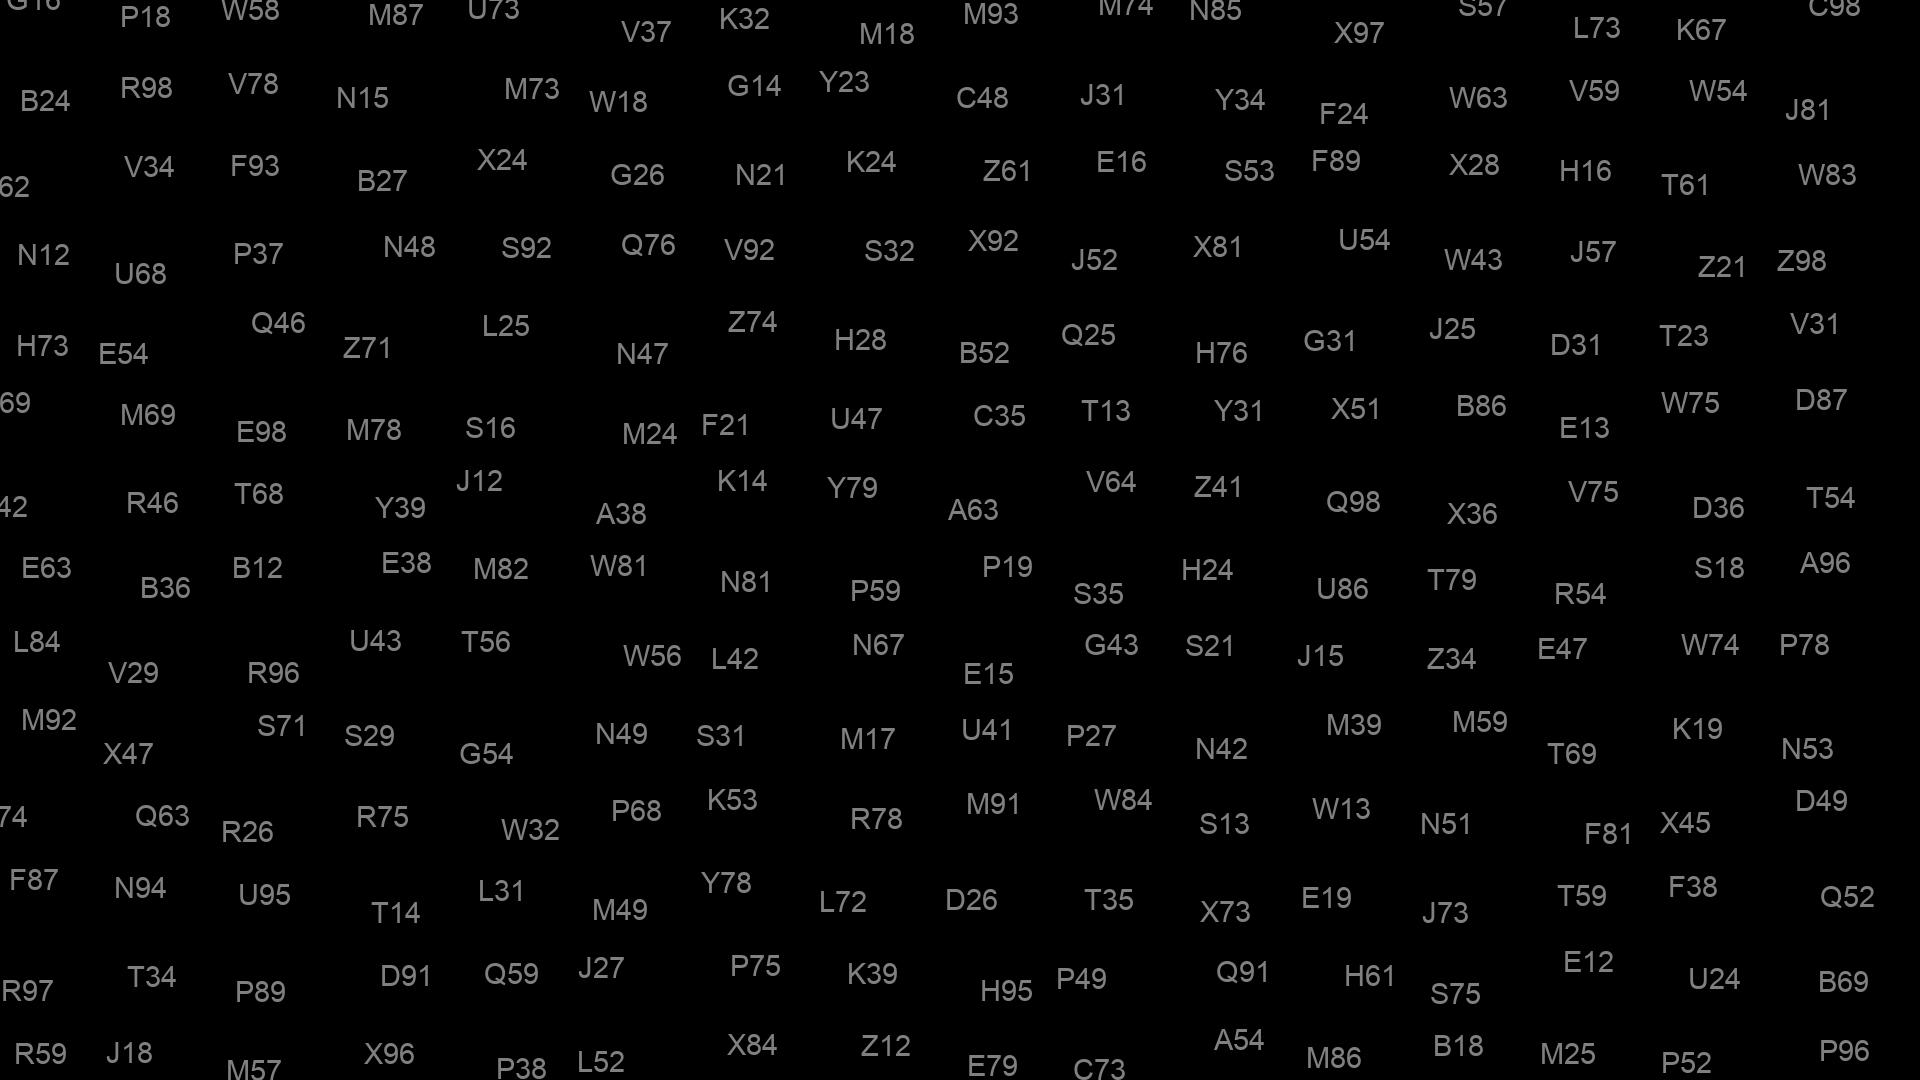 G16 P18 W58 M87 U73 V37 K32 M18 M93 M74 N85 X97 S57 L73 K67 C98
B24 R98 V78 N15 M73 W18 G14 Y23 C48 J31 Y34 F24 W63 V59 W54 J81
62 V34 F93 B27 X24 G26 N21 K24 Z61 E16 S53 F89 X28 H16 T61 W83
N12 U68 P37 N48 S92 Q76 V92 S32 X92 J52 X81 U54 W43 J57 Z21 Z98
H73 E54 Q46 Z71 L25 N47 Z74 H28 B52 Q25 H76 G31 J25 D31 T23 V31
69 M69 E98 M78 S16 M24 F21 U47 C35 T13 Y31 X51 B86 E13 W75 D87
42 R46 T68 Y39 J12 A38 K14 Y79 A63 V64 Z41 Q98 X36 V75 D36 T54
E63 B36 B12 E38 M82 W81 N81 P59 P19 S35 H24 U86 T79 R54 S18 A96
L84 V29 R96 U43 T56 W56 L42 N67 E15 G43 S21 J15 Z34 E47 W74 P78
M92 X47 S71 S29 G54 N49 S31 M17 U41 P27 N42 M39 M59 T69 K19 N53
74 Q63 R26 R75 W32 P68 K53 R78 M91 W84 S13 W13 N51 F81 X45 D49
F87 N94 U95 T14 L31 M49 Y78 L72 D26 T35 X73 E19 J73 T59 F38 Q52
R97 T34 P89 D91 Q59 J27 P75 K39 H95 P49 Q91 H61 S75 E12 U24 B69
R59 J18 M57 X96 P38 L52 X84 Z12 E79 C73 A54 M86 B18 M25 P52 P96